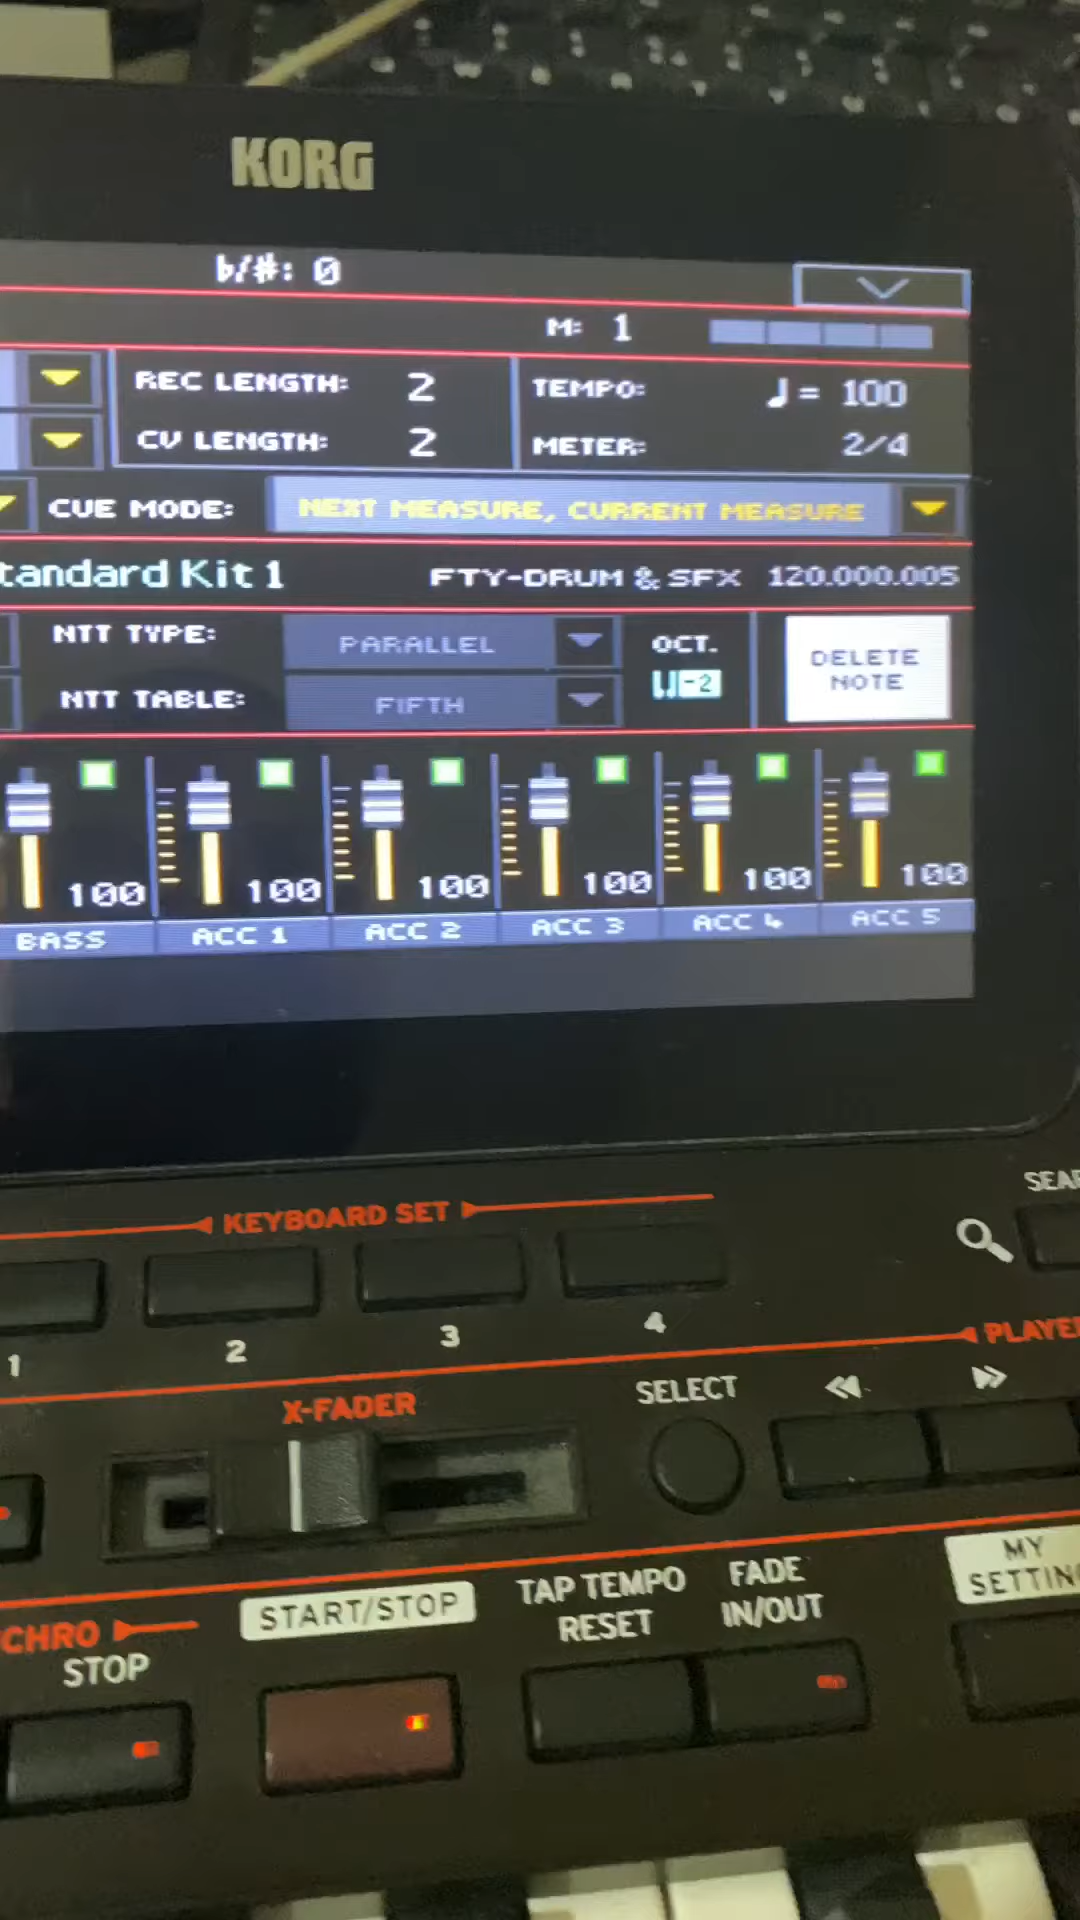 KORG
b/#: 0
M: 1
REC LENGTH: 2
TEMPO: ♩= 100
CV LENGTH: 2
METER: 2/4
CUE MODE: NEXT MEASURE, CURRENT MEASURE
tandard Kit 1 FTY-DRUM & SFX 120.000.005
NTT TYPE: PARALLEL
OCT.
DELETE
NOTE
-2
NTT TABLE: FIFTH
100 100 100 100 100 100
BASS ACC 1 ACC 2 ACC 3 ACC 4 ACC 5
SEAR
KEYBOARD SET
1 2 3 4
PLAYER
X-FADER SELECT
CHRO
STOP
START/STOP
TAP TEMPO
RESET
FADE
IN/OUT
MY
SETTIN